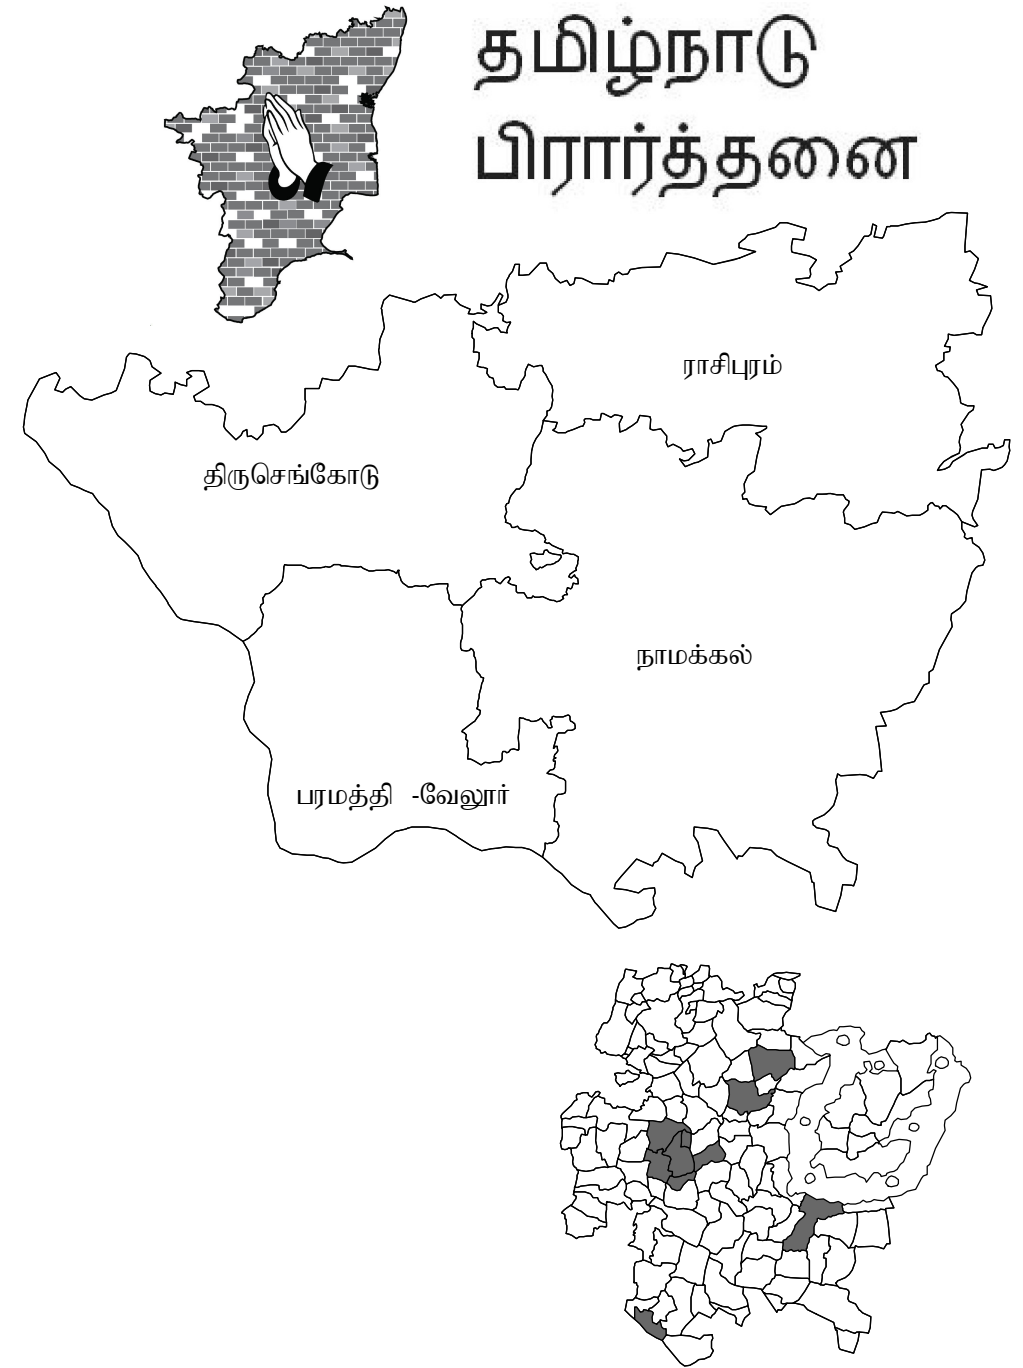 தமிழ்நாடு
பிரார்த்தனை
ராசிபுரம்
திருசெங்கோடு
நாமக்கல்
பரமத்தி -வேலூர்